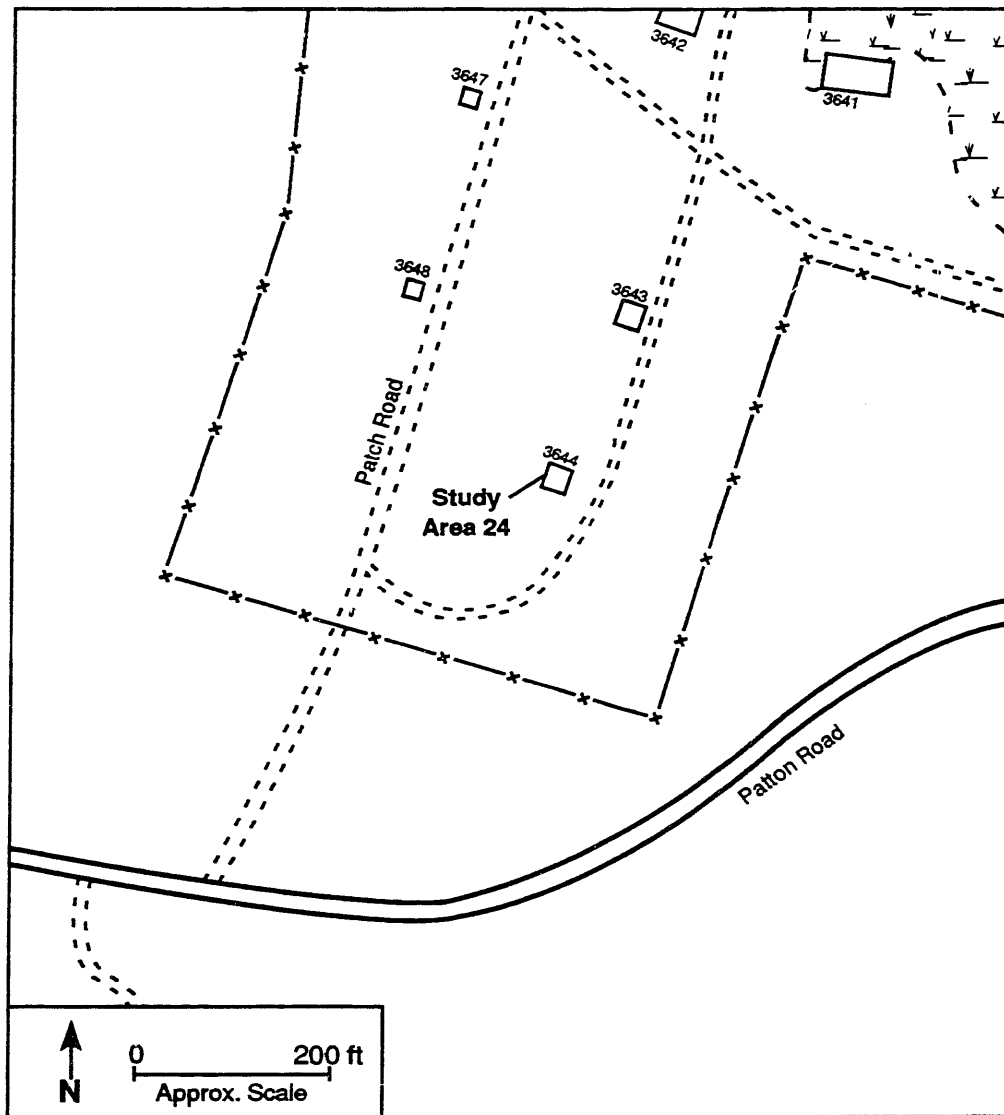 3642
3647
3641
3648
3643
Patch Road
3644
Study
Area 24
Patton Road
0 200 ft
N Approx. Scale